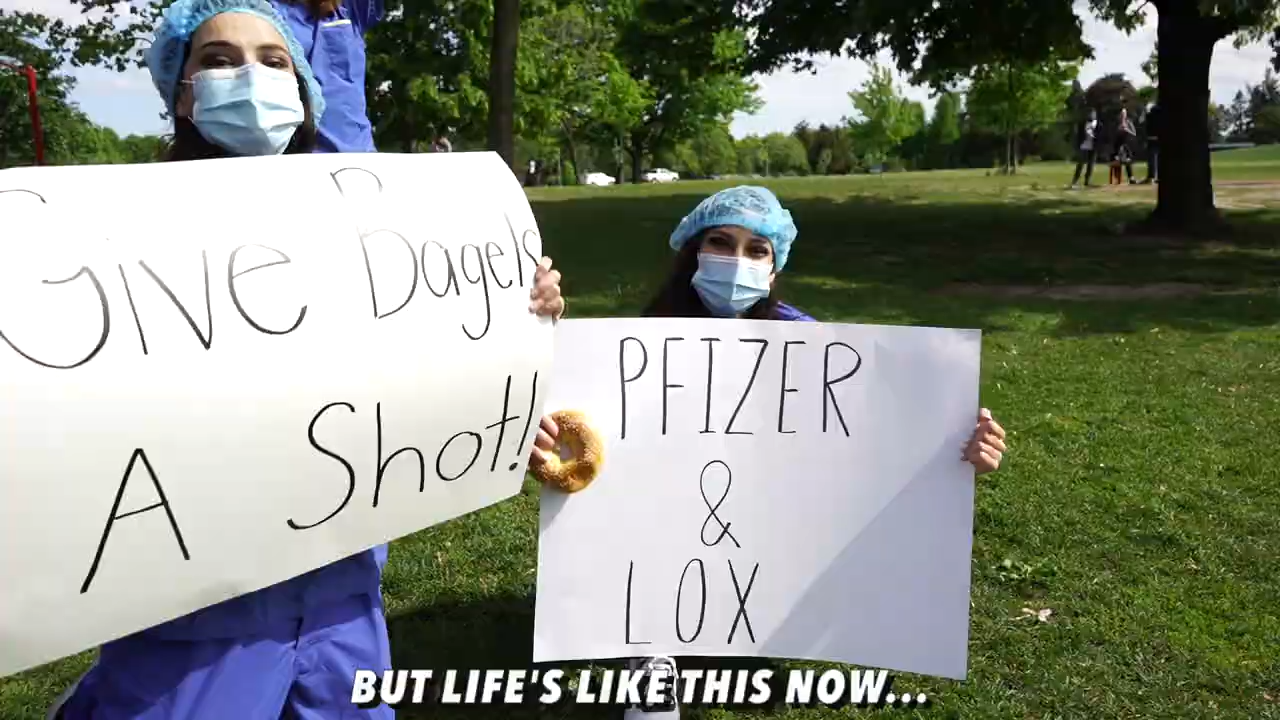 Give Bagels
A Shot!
PFIZER
&
LOX
BUT LIFE'S LIKE THIS NOW...